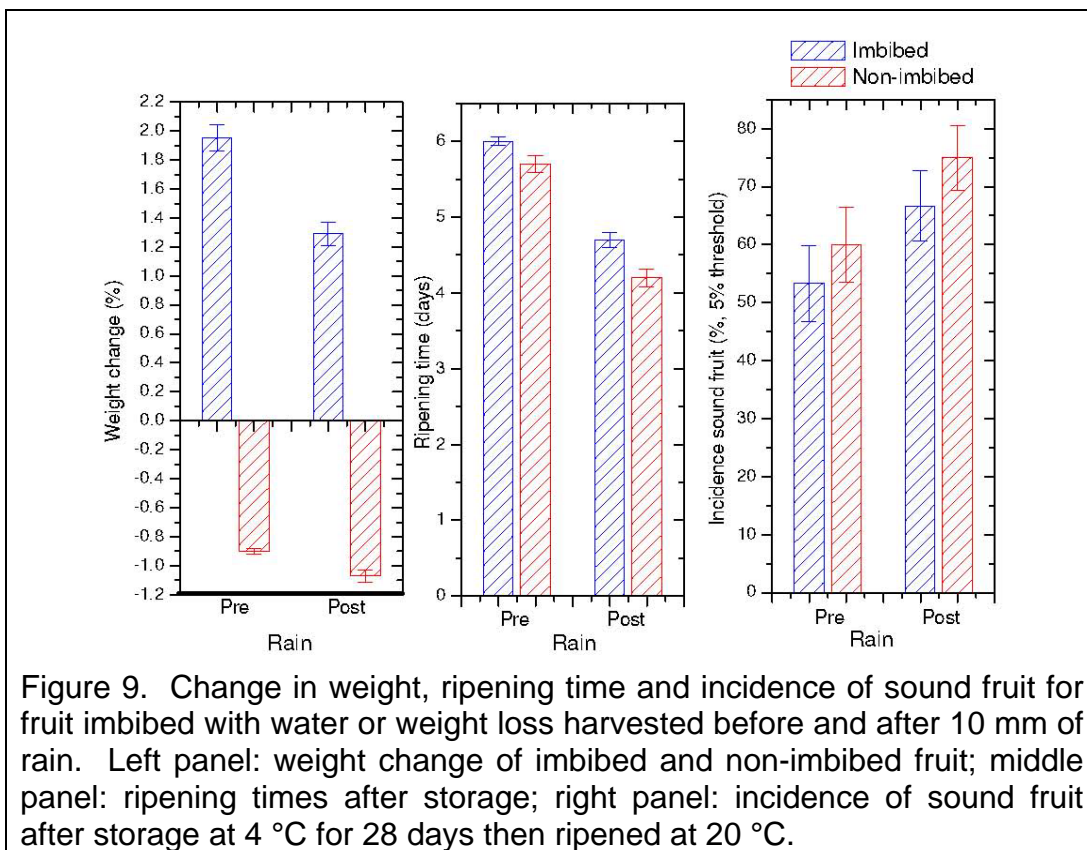 Imbibed
Non-imbibed
2.2
2.0
1.8
1.6
1.4
1.2
1.0
0.8
0.6
0.4
0.2
0.0
-0.2
-0.4
-0.6
-0.8
-1.0
-1.2
Weight change (%)
Pre Post
Rain
6
5
4
3
2
1
0
Ripening time (days)
Pre Post
Rain
80
70
60
50
40
30
20
10
0
Incidence sound fruit (%, 5% threshold)
Pre Post
Rain
Figure 9. Change in weight, ripening time and incidence of sound fruit for
fruit imbibed with water or weight loss harvested before and after 10 mm of
rain. Left panel: weight change of imbibed and non-imbibed fruit; middle
panel: ripening times after storage; right panel: incidence of sound fruit
after storage at 4 °C for 28 days then ripened at 20 °C.